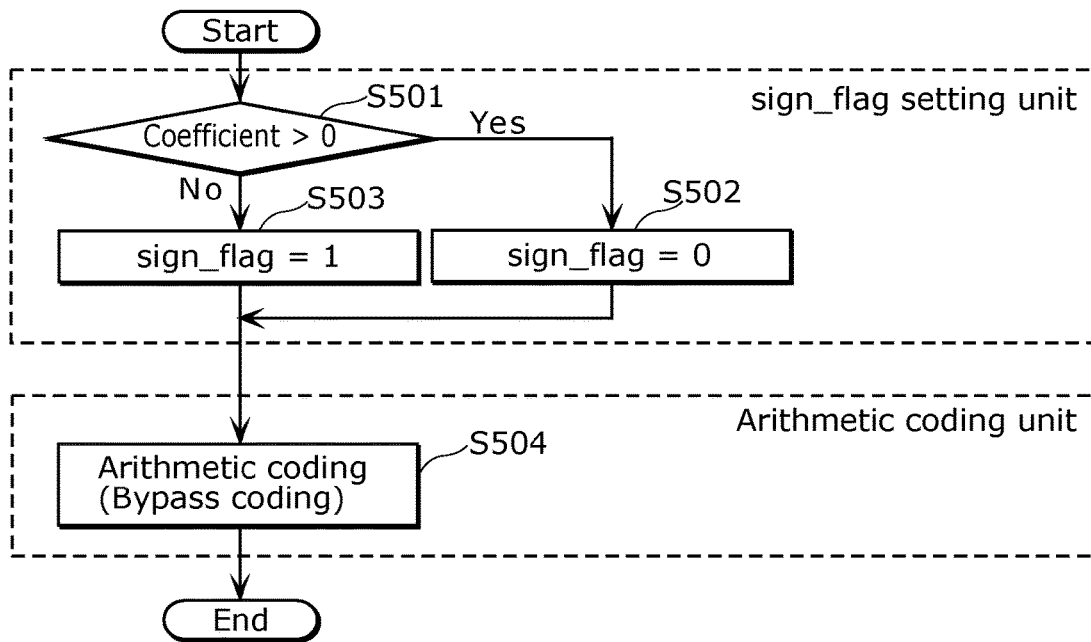 Start
S501
sign_flag setting unit
Coefficient > 0
Yes
No
S503
S502
sign_flag = 1
sign_flag = 0
Arithmetic coding unit
S504
Arithmetic coding
(Bypass coding)
End